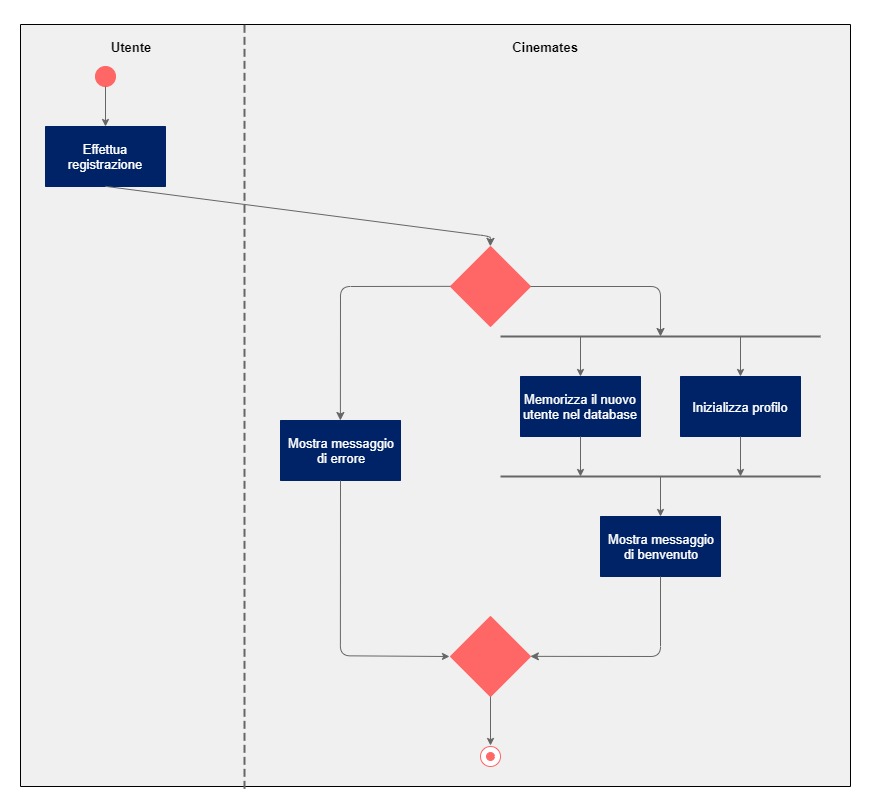 Utente
Cinemates
Effettua
registrazione
Memorizza il nuovo
utente nel database
Inizializza profilo
Mostra messaggio
di errore
Mostra messaggio
di benvenuto